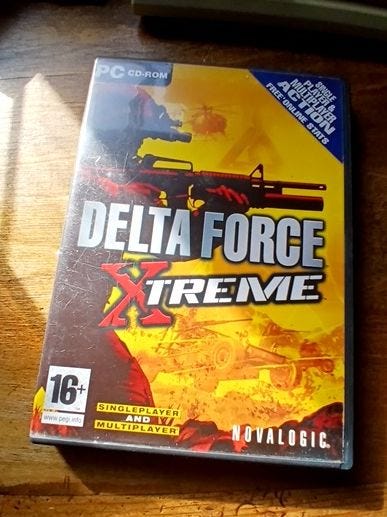 PC CD-ROM
SINGLE
PLAYER &
MULTIPLAYER
ACTION
FREE* ONLINE STATS
DELTA FORCE
XTREME
16+
www.pegi.info
SINGLEPLAYER
AND
MULTIPLAYER
NOVALOGIC